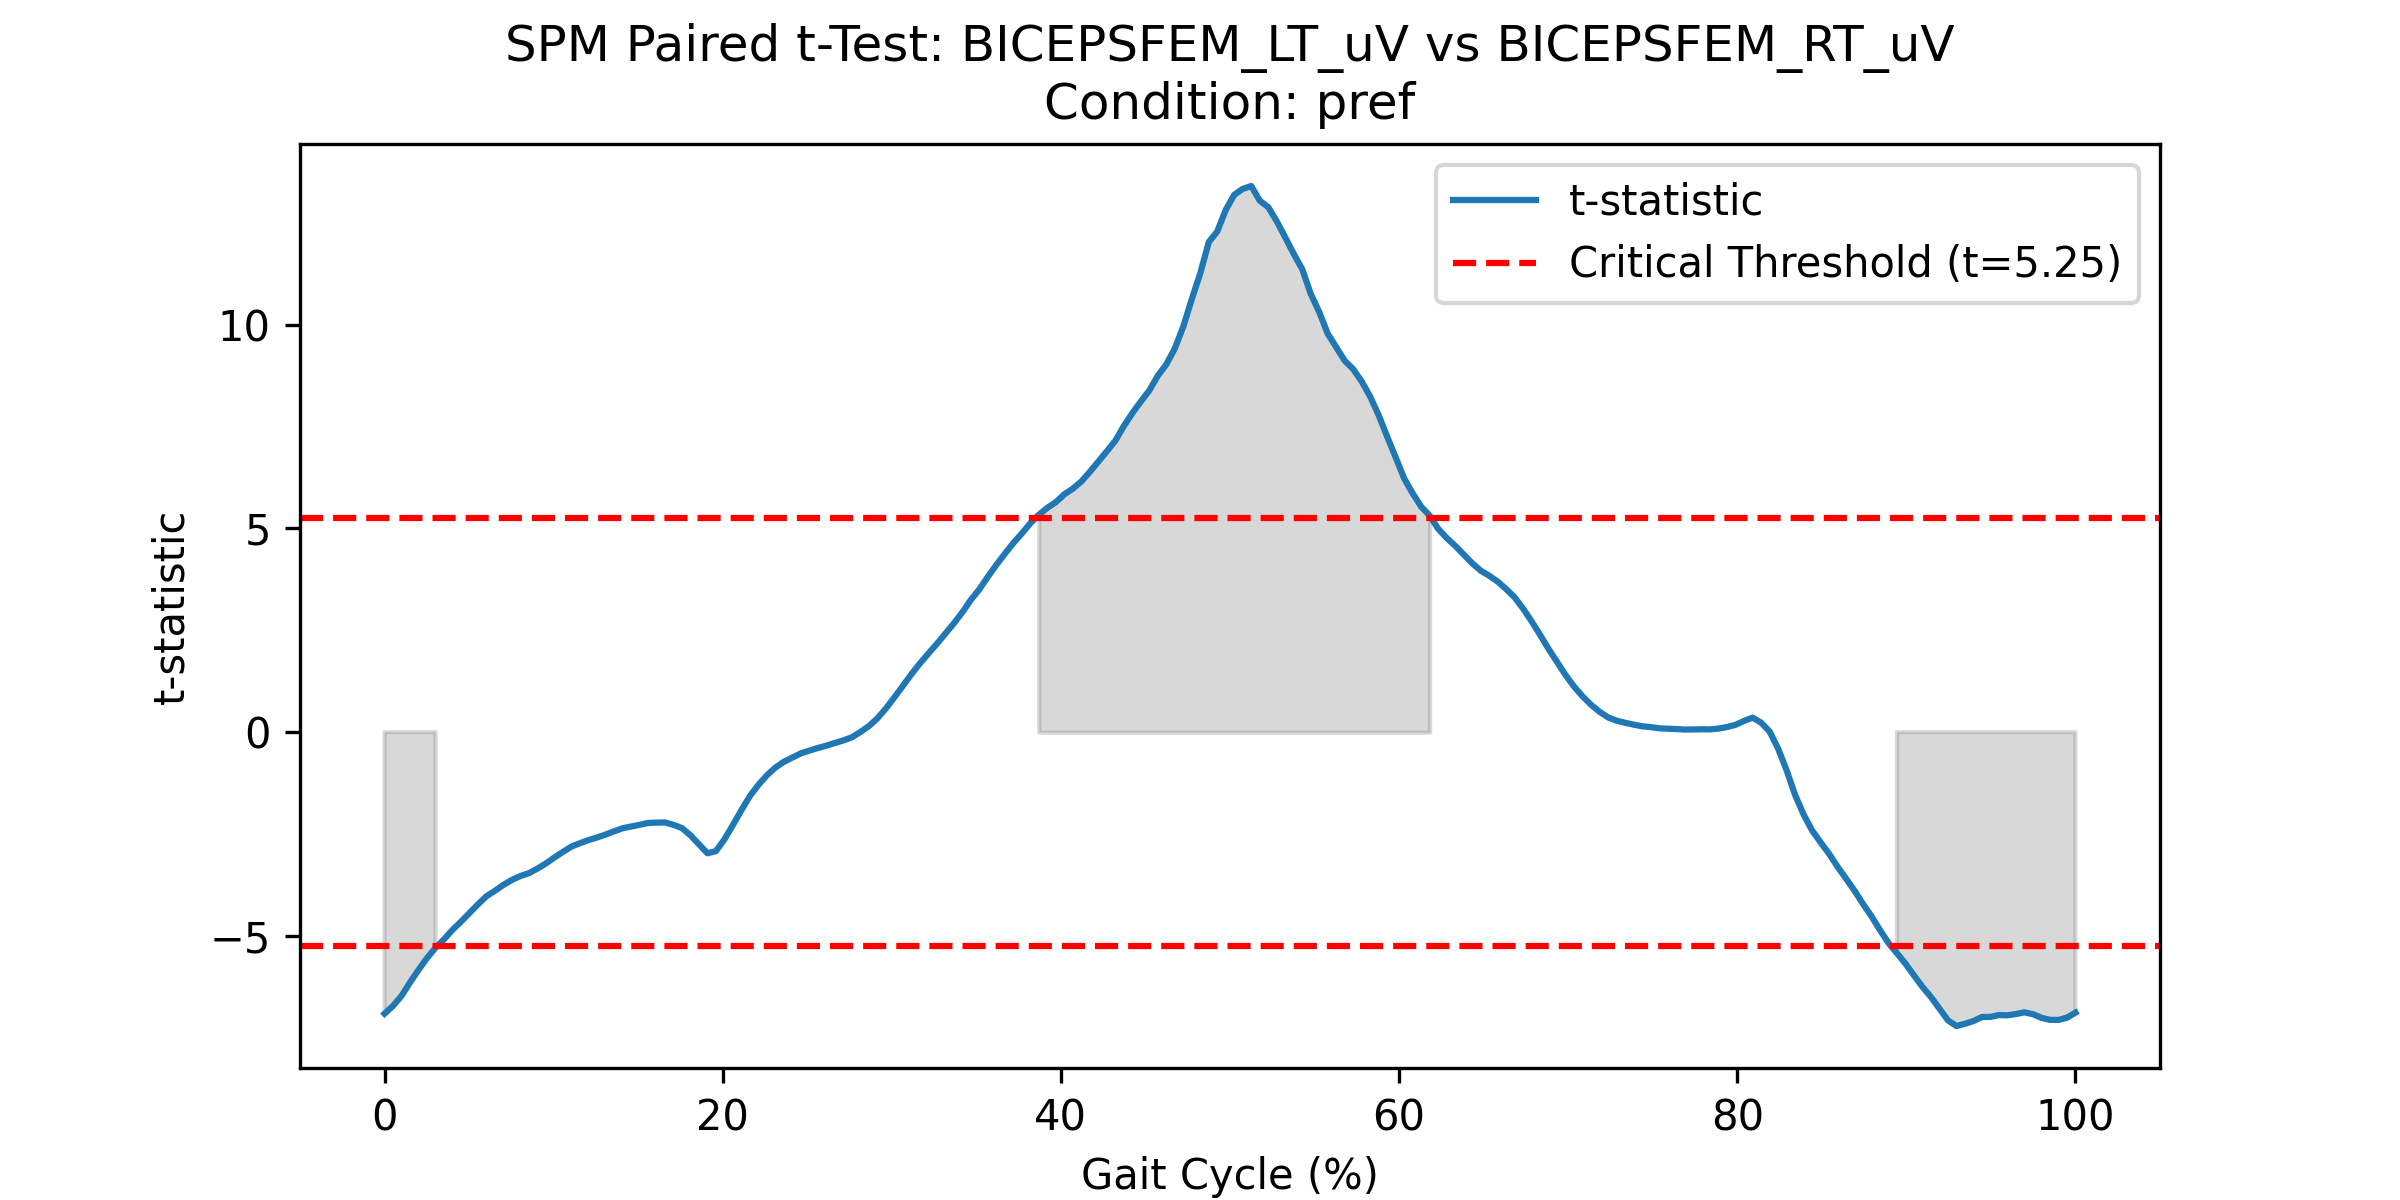 SPM Paired t-Test: BICEPSFEM_LT_uV vs BICEPSFEM_RT_uV
Condition: pref
t-statistic
Critical Threshold (t=5.25)
10
5
0
−5
t-statistic
0 20 40 60 80 100
Gait Cycle (%)